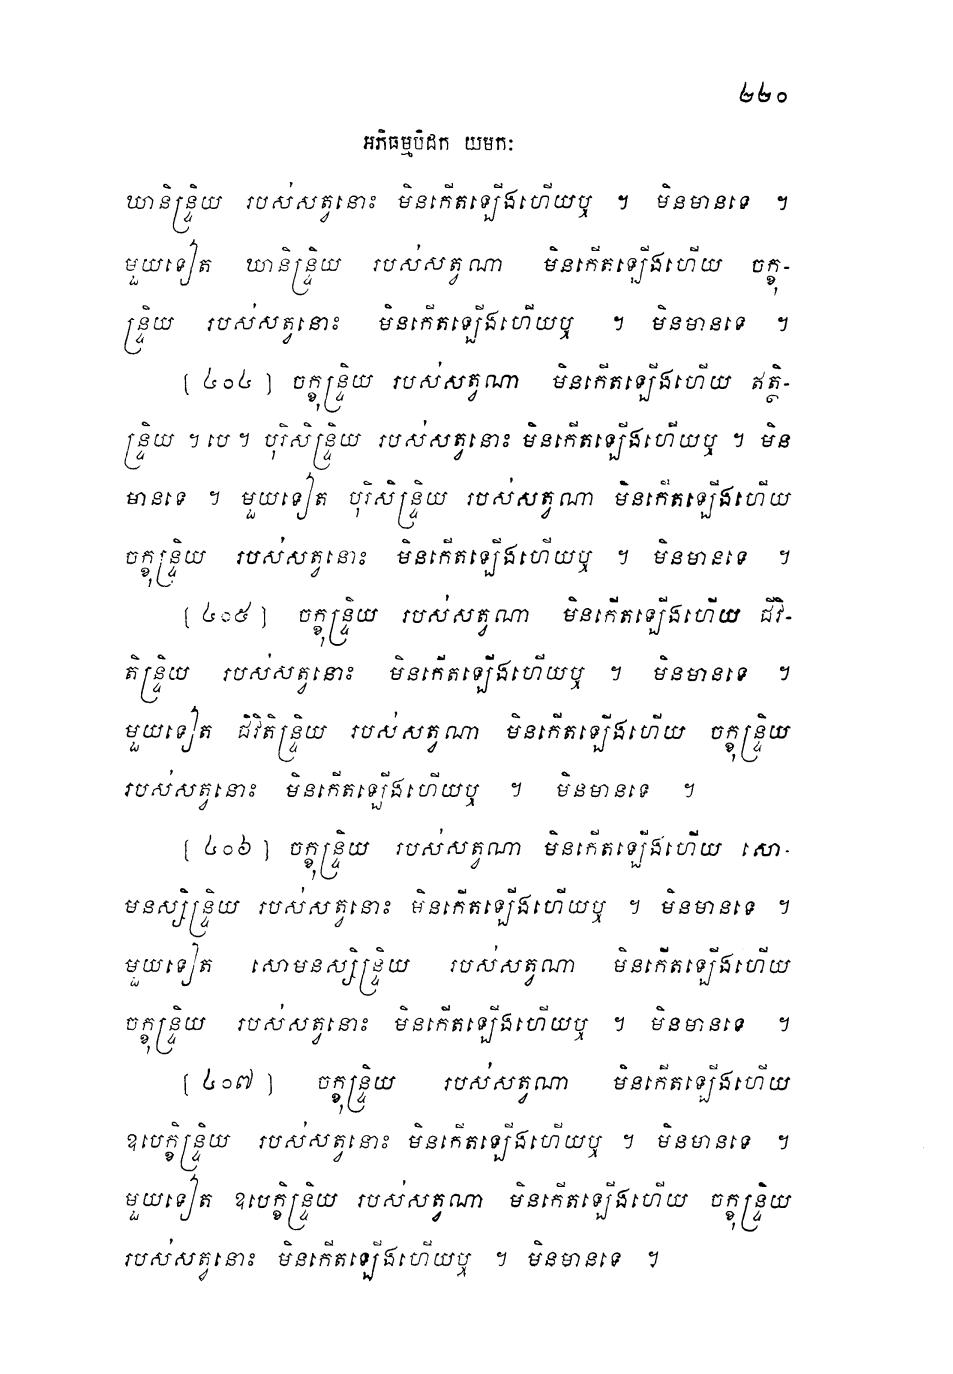 ២២០
អភិធម្មបិដក យមកៈ
ឃានិន្ទ្រិយ របស់សត្វនោះ មិនកើតឡើងហើយឬ ។ មិនមានទេ ។
មួយទៀត ឃានិន្ទ្រិយ របស់សត្វណា មិនកើតឡើងហើយ ចក្ខុ-
ន្ទ្រិយ របស់សត្វនោះ មិនកើតឡើងហើយឬ ។ មិនមានទេ ។
[ ៤០៤ ] ចក្ខុន្ទ្រិយ របស់សត្វណា មិនកើតឡើងហើយ ឥត្ថិ-
ន្ទ្រិយ ។ បេ ។ បុរិសិន្ទ្រិយ របស់សត្វនោះ មិនកើតឡើងហើយឬ ។ មិន
មានទេ ។ មួយទៀត បុរិសិន្ទ្រិយ របស់សត្វណា មិនកើតឡើងហើយ
ចក្ខុន្ទ្រិយ របស់សត្វនោះ មិនកើតឡើងហើយឬ ។ មិនមានទេ ។
[ ៤០៥ ] ចក្ខុន្ទ្រិយ របស់សត្វណា មិនកើតឡើងហើយ ជីវិ-
តិន្ទ្រិយ របស់សត្វនោះ មិនកើតឡើងហើយឬ ។ មិនមានទេ ។
មួយទៀត ជីវិតិន្ទ្រិយ របស់សត្វណា មិនកើតឡើងហើយ ចក្ខុន្ទ្រិយ
របស់សត្វនោះ មិនកើតឡើងហើយឬ ។ មិនមានទេ ។
[ ៤០៦ ] ចក្ខុន្ទ្រិយ របស់សត្វណា មិនកើតឡើងហើយ សោ-
មនស្សិន្ទ្រិយ របស់សត្វនោះ មិនកើតឡើងហើយឬ ។ មិនមានទេ ។
មួយទៀត សោមនស្សិន្ទ្រិយ របស់សត្វណា មិនកើតឡើងហើយ
ចក្ខុន្ទ្រិយ របស់សត្វនោះ មិនកើតឡើងហើយឬ ។ មិនមានទេ ។
[ ៤០៧ ] ចក្ខុន្ទ្រិយ របស់សត្វណា មិនកើតឡើងហើយ
ឧបេក្ខិន្ទ្រិយ របស់សត្វនោះ មិនកើតឡើងហើយឬ ។ មិនមានទេ ។
មួយទៀត ឧបេក្ខិន្ទ្រិយ របស់សត្វណា មិនកើតឡើងហើយ ចក្ខុន្ទ្រិយ
របស់សត្វនោះ មិនកើតឡើងហើយឬ ។ មិនមានទេ ។